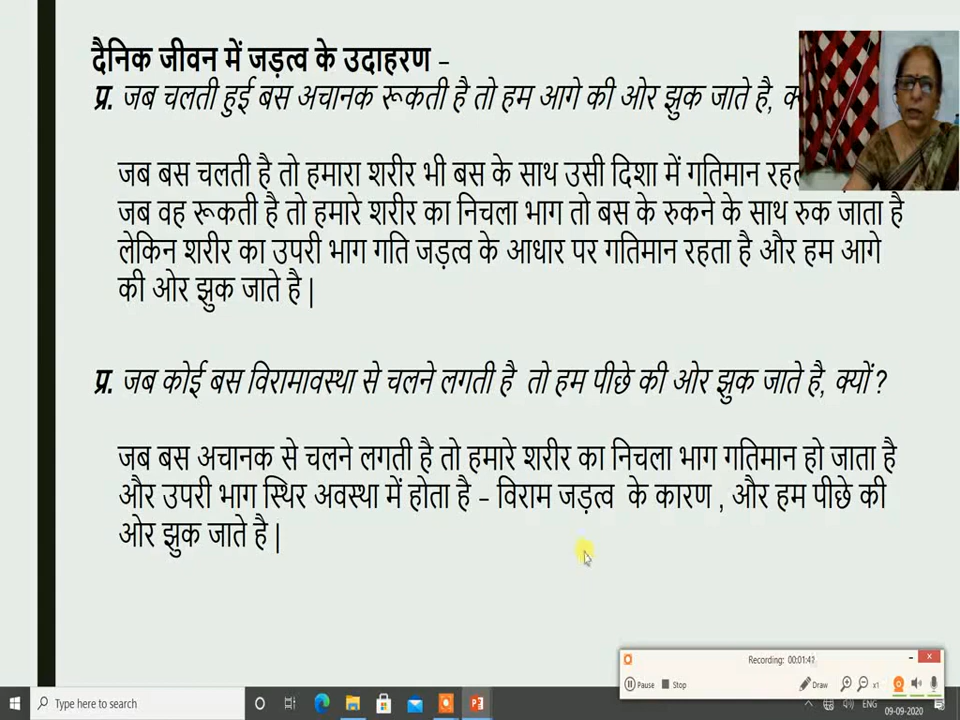 दैनिक जीवन में जड़त्व के उदाहरण –
प्र. जब चलती हुई बस अचानक रूकती है तो हम आगे की ओर झुक जाते है,
जब बस चलती है तो हमारा शरीर भी बस के साथ उसी दिशा में गतिमान
जब वह रूकती है तो हमारे शरीर का निचला भाग तो बस के रुकने के साथ रुक जाता है
लेकिन शरीर का उपरी भाग गति जड़त्व के आधार पर गतिमान रहता है और हम आगे
की ओर झुक जाते है |
प्र. जब कोई बस विरामावस्था से चलने लगती है तो हम पीछे की ओर झुक जाते है, क्यों ?
जब बस अचानक से चलने लगती है तो हमारे शरीर का निचला भाग गतिमान हो जाता है
और उपरी भाग स्थिर अवस्था में होता है – विराम जड़त्व के कारण , और हम पीछे की
ओर झुक जाते है |
Recording: 00:01:41
Pause Stop Draw x1
Type here to search
ENG
09-09-2020